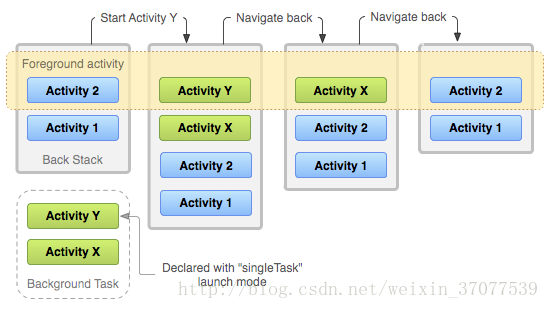 Start Activity Y
Navigate back
Navigate back
Foreground activity
Activity 2
Activity Y
Activity X
Activity 2
Activity 1
Activity X
Activity 2
Activity 1
Back Stack
Activity 2
Activity 1
Activity 1
Activity Y
Activity X
Background Task
Declared with "singleTask"
launch mode
http://blog.csdn.net/weixin_37077539